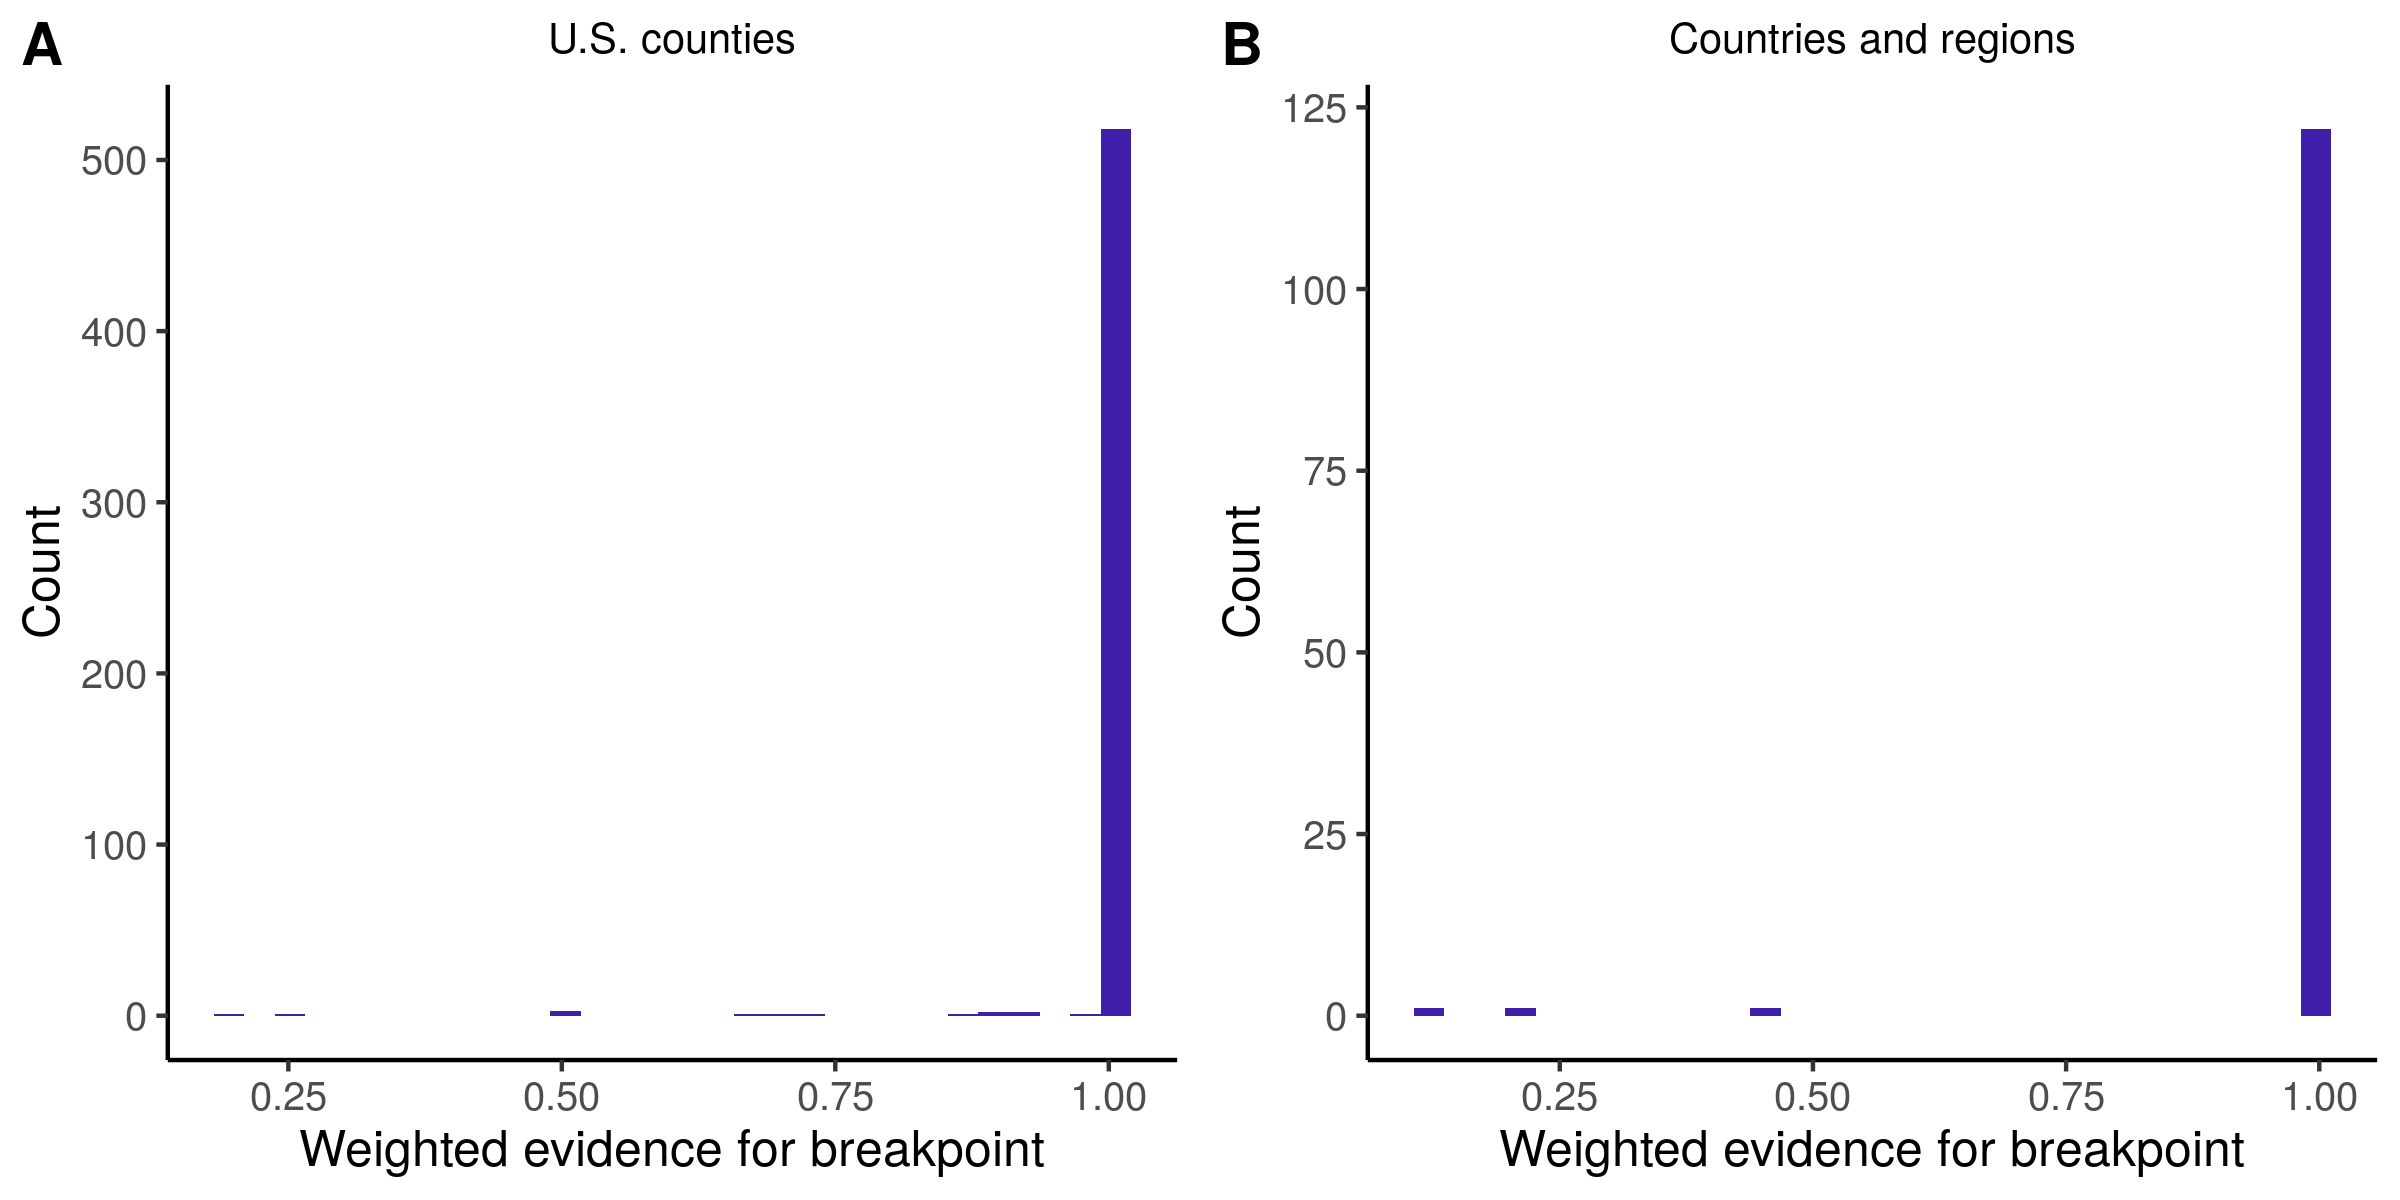 A
U.S. counties
500
400
300
200
100
0
Count
0.25 0.50 0.75 1.00
Weighted evidence for breakpoint
B
Countries and regions
125
100
75
50
25
0
Count
0.25 0.50 0.75 1.00
Weighted evidence for breakpoint